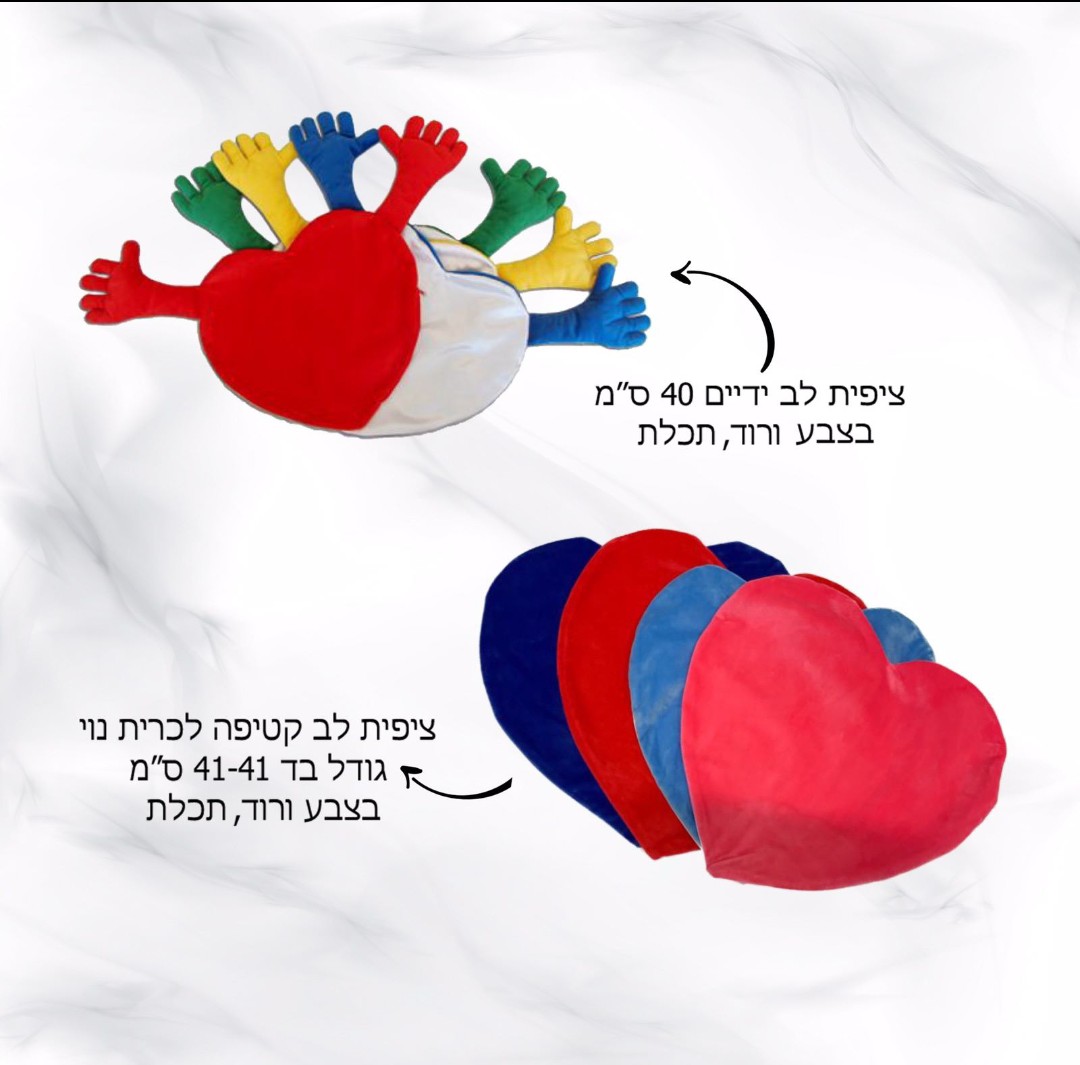 ציפית לב ידיים 40 ס"מ
בצבע ורוד, תכלת
ציפית לב קטיפה לכרית נוי
גודל בד 41-41 ס"מ
בצבע ורוד, תכלת